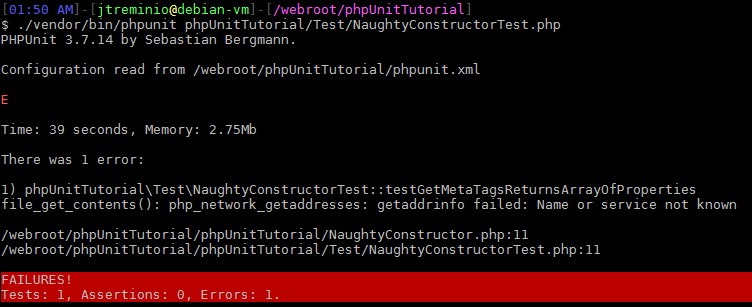 [01:50 AM]-[jtreminio@debian-vm]-[/webroot/phpUnitTutorial]
$ ./vendor/bin/phpunit phpUnitTutorial/Test/NaughtyConstructorTest.php
PHPUnit 3.7.14 by Sebastian Bergmann.
Configuration read from /webroot/phpUnitTutorial/phpunit.xml
E
Time: 39 seconds, Memory: 2.75Mb
There was 1 error:
1) phpUnitTutorial\Test\NaughtyConstructorTest::testGetMetaTagsReturnsArrayOfProperties
file_get_contents(): php_network_getaddresses: getaddrinfo failed: Name or service not known
/webroot/phpUnitTutorial/phpUnitTutorial/NaughtyConstructor.php:11
/webroot/phpUnitTutorial/phpUnitTutorial/Test/NaughtyConstructorTest.php:11
FAILURES!
Tests: 1, Assertions: 0, Errors: 1.